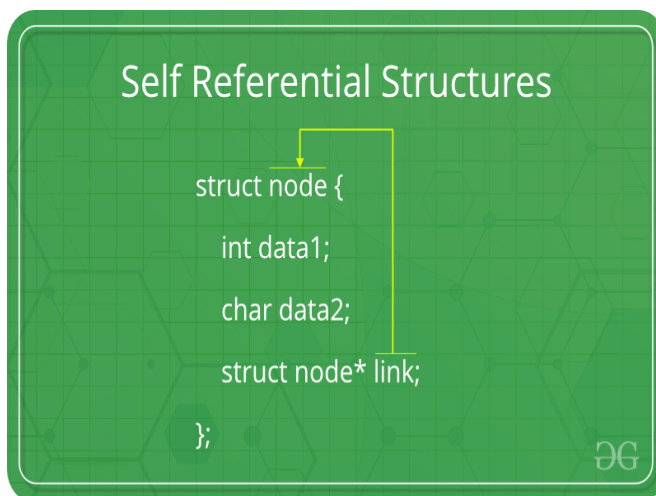 Self Referential Structures
struct node {
int data1;
char data2;
struct node* link;
};